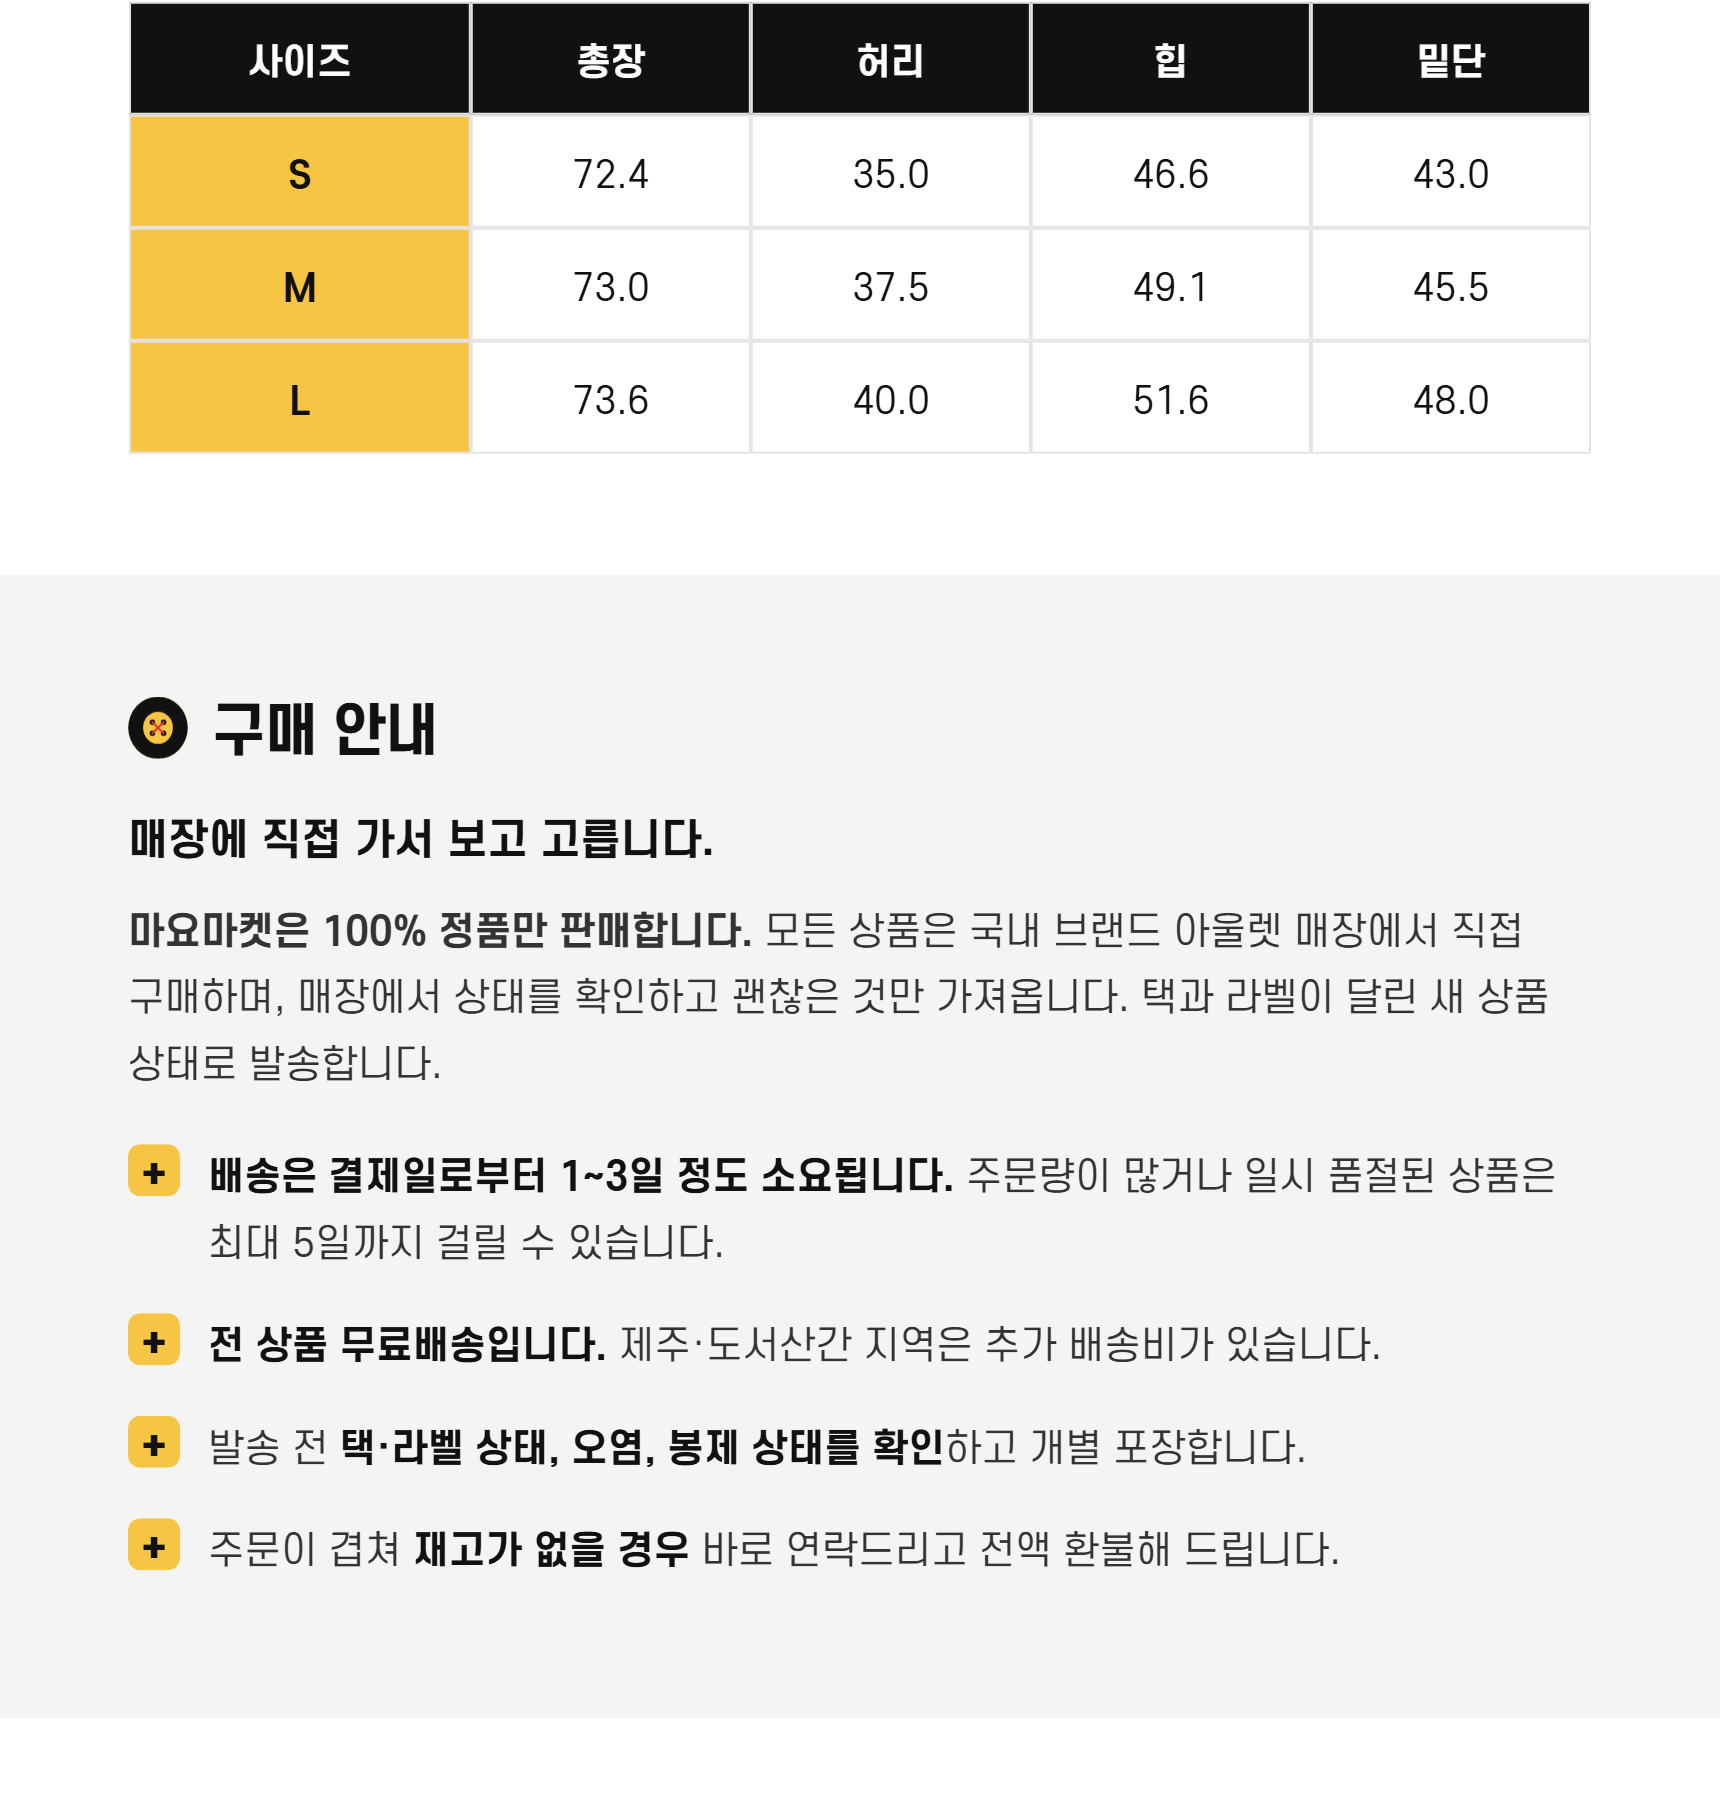 사이즈 총장 허리 힙 밑단
S 72.4 35.0 46.6 43.0
M 73.0 37.5 49.1 45.5
L 73.6 40.0 51.6 48.0
구매 안내
매장에 직접 가서 보고 고릅니다.
마요마켓은 100% 정품만 판매합니다. 모든 상품은 국내 브랜드 아울렛 매장에서 직접
구매하며, 매장에서 상태를 확인하고 괜찮은 것만 가져옵니다. 택과 라벨이 달린 새 상품
상태로 발송합니다.
+ 배송은 결제일로부터 1~3일 정도 소요됩니다. 주문량이 많거나 일시 품절된 상품은
최대 5일까지 걸릴 수 있습니다.
+ 전 상품 무료배송입니다. 제주·도서산간 지역은 추가 배송비가 있습니다.
+ 발송 전 택·라벨 상태, 오염, 봉제 상태를 확인하고 개별 포장합니다.
+ 주문이 겹쳐 재고가 없을 경우 바로 연락드리고 전액 환불해 드립니다.